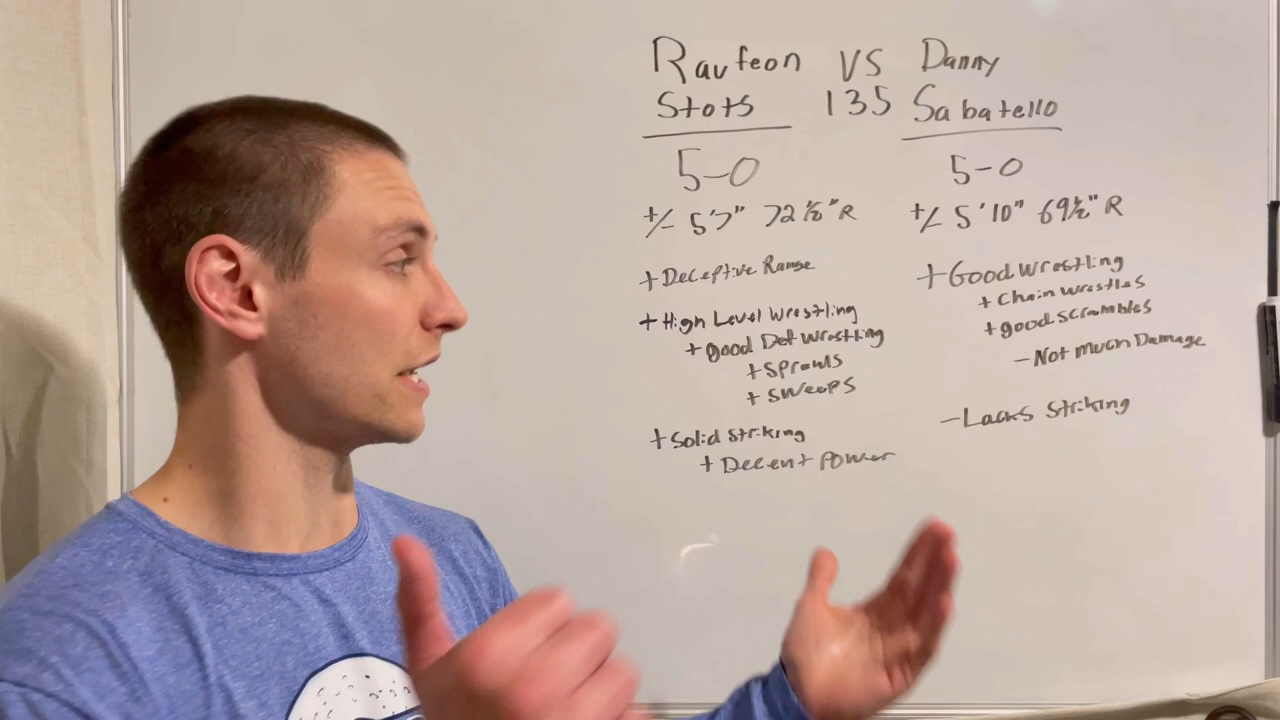 Raufeon VS Danny
Stots 135 Sabatello
5-0
+/- 5'7" 72½" R
+ Deceptive Range
+ High Level Wrestling
+ good Def Wrestling
+ Sprawls
+ Sweeps
+ Solid Striking
+ Decent Power
5-0
+/- 5'10" 69½" R
+ Good Wrestling
+ Chain Wrestles
+ good Scrambles
- Not Much Damage
- Lacks Striking